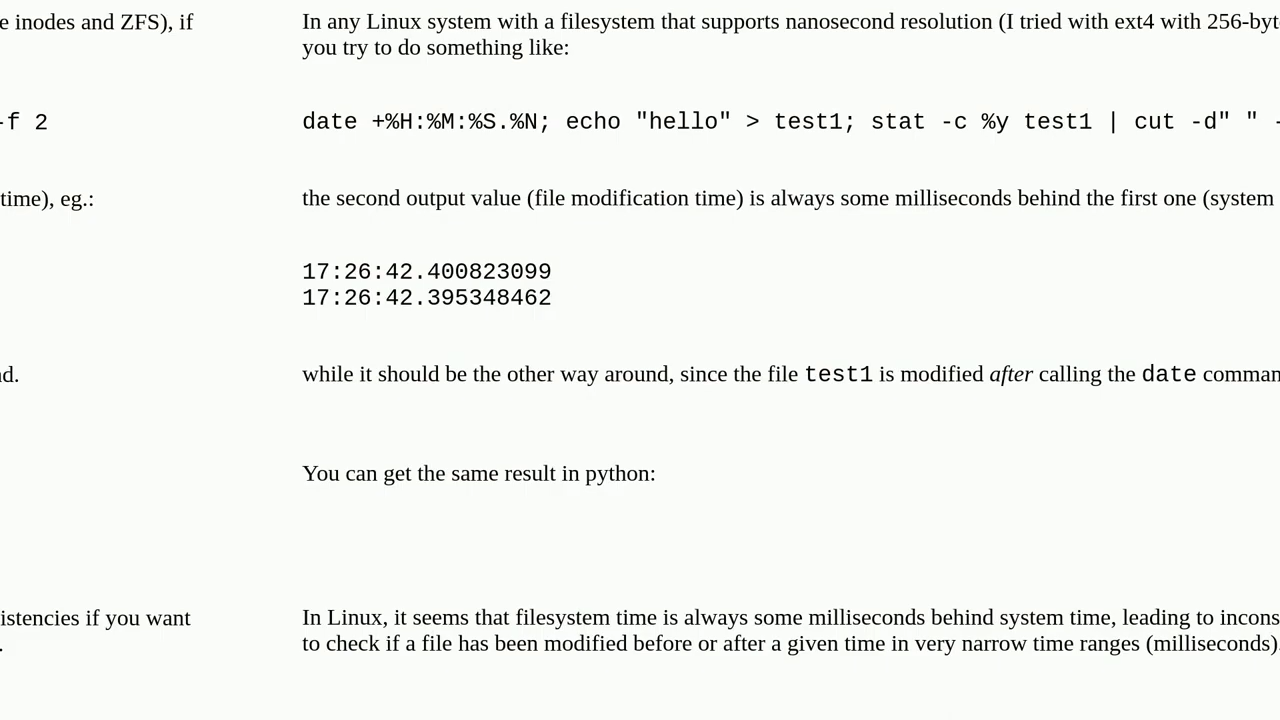 e inodes and ZFS), if
In any Linux system with a filesystem that supports nanosecond resolution (I tried with ext4 with 256-byt
you try to do something like:
-f 2
date +%H:%M:%S.%N; echo "hello" > test1; stat -c %y test1 | cut -d" " -
time), eg.:
the second output value (file modification time) is always some milliseconds behind the first one (system
17:26:42.400823099
17:26:42.395348462
nd.
while it should be the other way around, since the file test1 is modified after calling the date comman
You can get the same result in python:
istencies if you want
In Linux, it seems that filesystem time is always some milliseconds behind system time, leading to incons
.
to check if a file has been modified before or after a given time in very narrow time ranges (milliseconds)